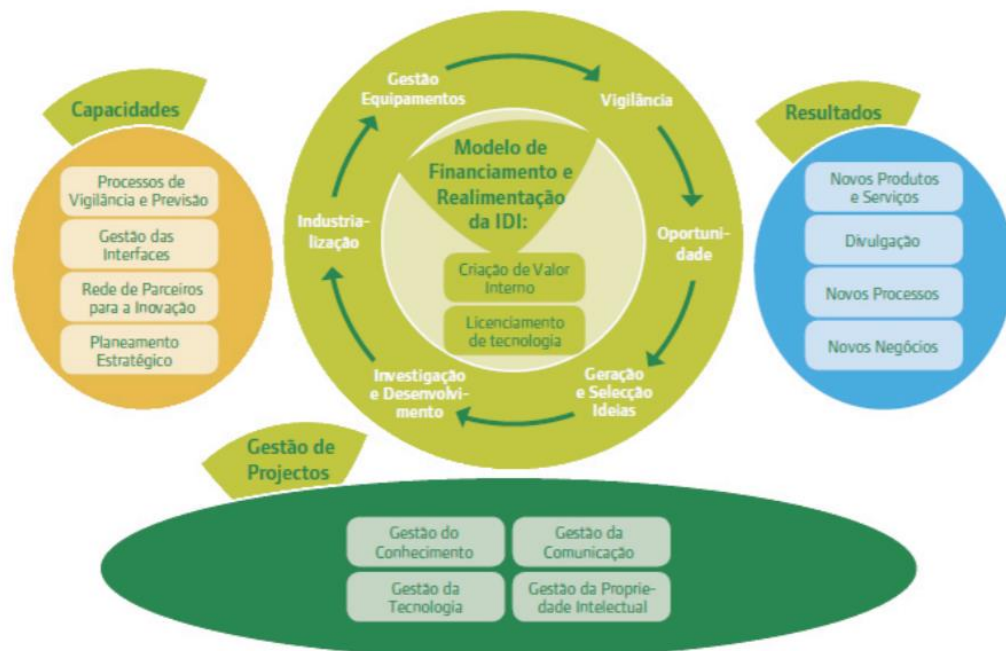 Capacidades
Processos de
Vigilância e Previsão
Gestão das
Interfaces
Rede de Parceiros
para a Inovação
Planeamento
Estratégico
Gestão
Equipamentos
Vigilância
Oportuni-
dade
Geração
e Selecção
Ideias
Investigação
e Desenvolvi-
mento
Industria-
lização
Modelo de
Financiamento e
Realimentação
da IDI:
Criação de Valor
Interno
Licenciamento
de tecnologia
Resultados
Novos Produtos
e Serviços
Divulgação
Novos Processos
Novos Negócios
Gestão de
Projectos
Gestão do
Conhecimento
Gestão da
Comunicação
Gestão da
Tecnologia
Gestão da Proprie-
dade Intelectual